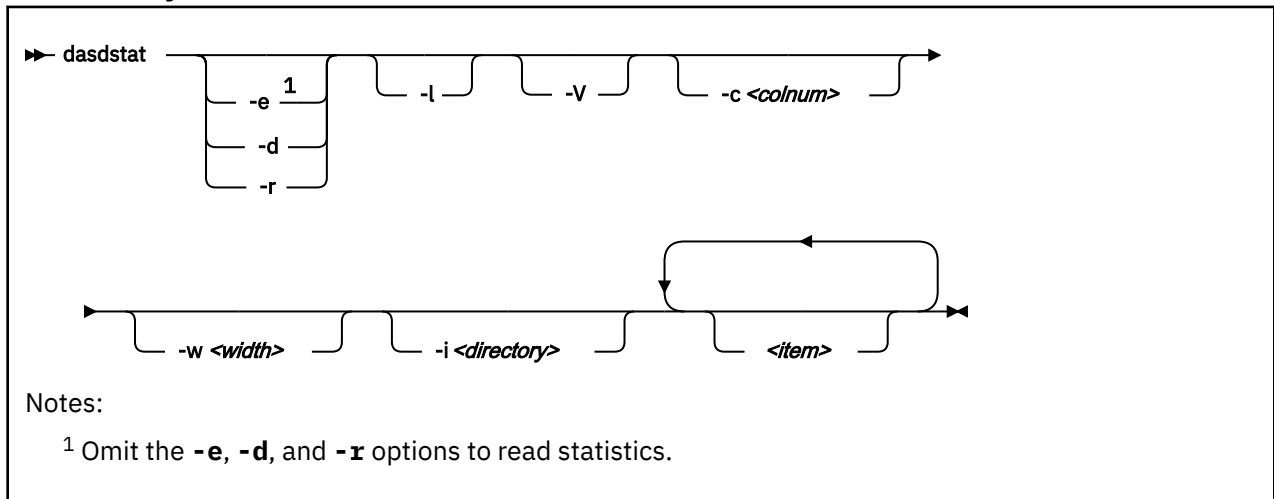 dasdstat
-e 1 -l -V -c <colnum>
-d
-r
-w <width> -i <directory> <item>
Notes:
1 Omit the -e, -d, and -r options to read statistics.